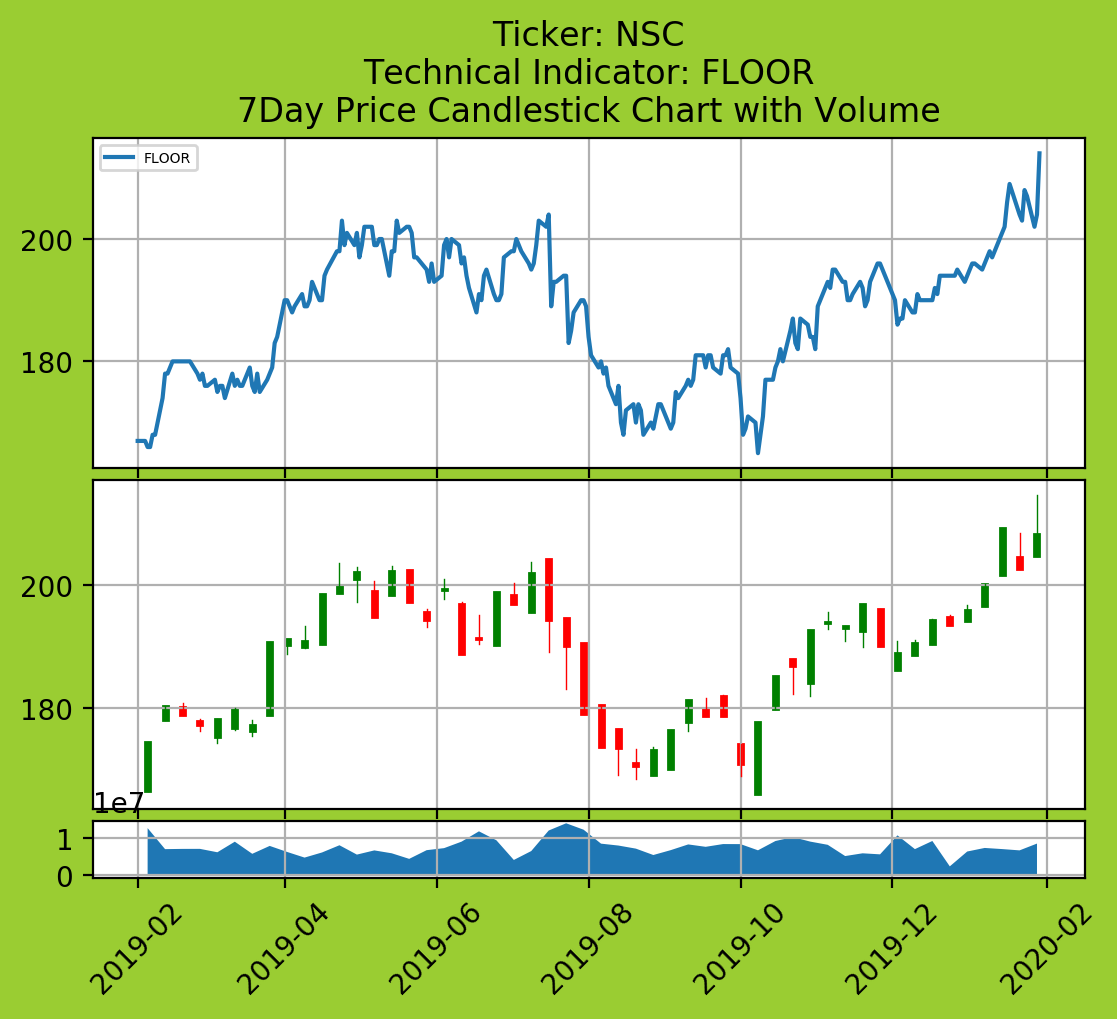 Ticker: NSC
Technical Indicator: FLOOR
7Day Price Candlestick Chart with Volume
FLOOR
200
180
200
180
1e7
1
0
2019-02
2019-04
2019-06
2019-08
2019-10
2019-12
2020-02